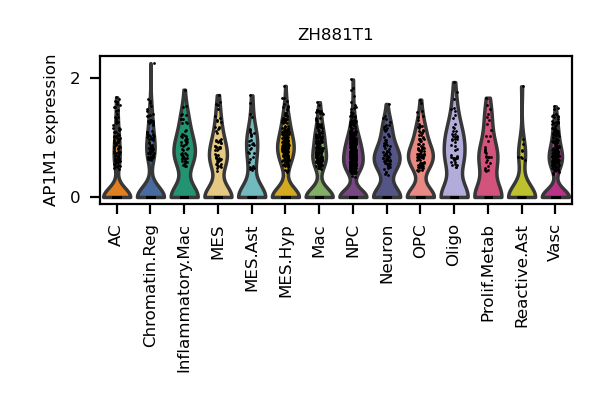 ZH881T1
AP1M1 expression
2
0
AC
Chromatin.Reg
Inflammatory.Mac
MES
MES.Ast
MES.Hyp
Mac
NPC
Neuron
OPC
Oligo
Prolif.Metab
Reactive.Ast
Vasc